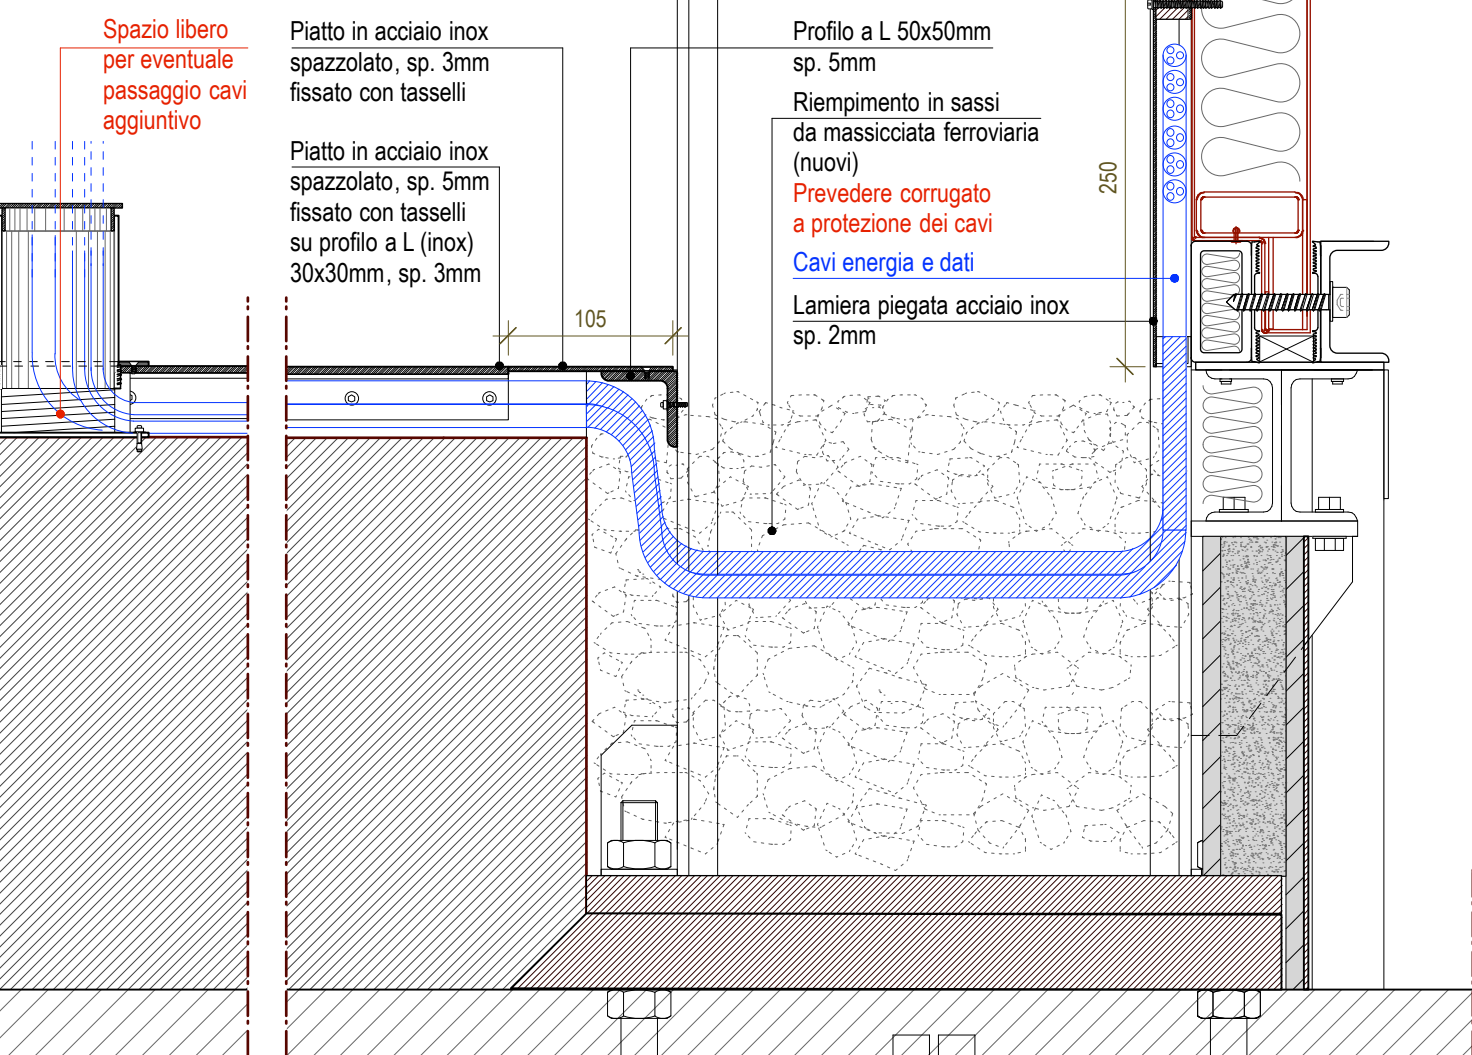 Spazio libero
per eventuale
passaggio cavi
aggiuntivo
Piatto in acciaio inox
spazzolato, sp. 3mm
fissato con tasselli
Piatto in acciaio inox
spazzolato, sp. 5mm
fissato con tasselli
su profilo a L (inox)
30x30mm, sp. 3mm
Profilo a L 50x50mm
sp. 5mm
Riempimento in sassi
da massicciata ferroviaria
(nuovi)
Prevedere corrugato
a protezione dei cavi
Cavi energia e dati
Lamiera piegata acciaio inox
sp. 2mm
250
105